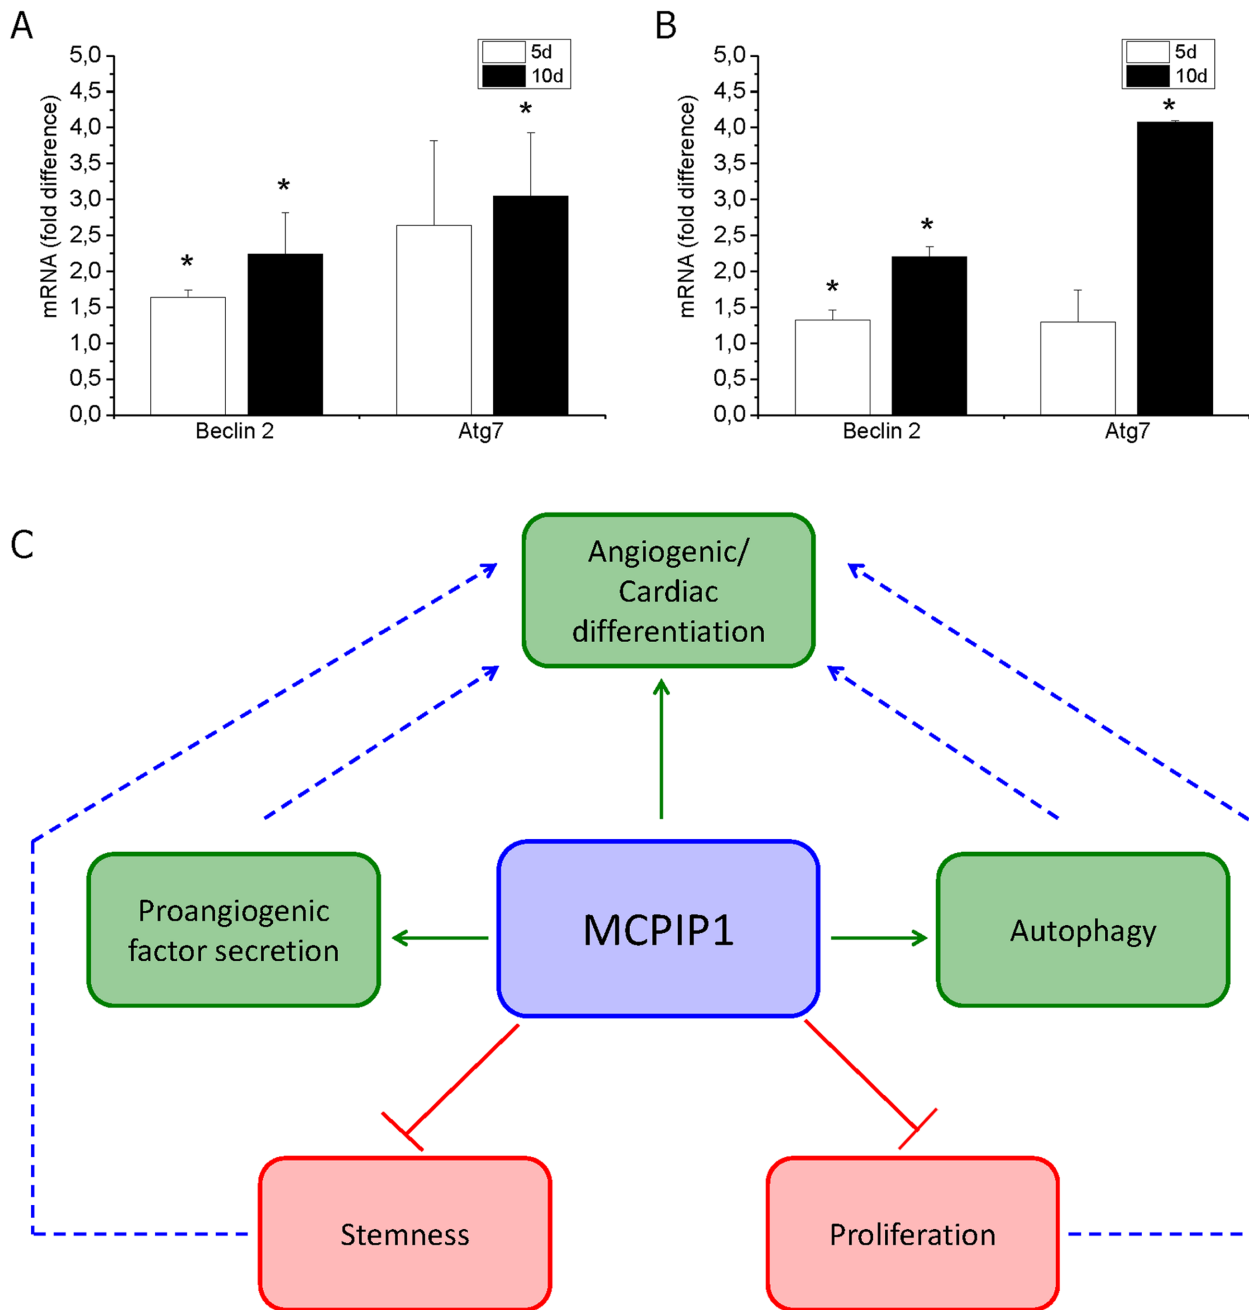 A
mRNA (fold difference)
5,0
4,5
4,0
3,5
3,0
2,5
2,0
1,5
1,0
0,5
0,0
5d
10d
*
*
*
Beclin 2
Atg7
B
mRNA (fold difference)
5,0
4,5
4,0
3,5
3,0
2,5
2,0
1,5
1,0
0,5
0,0
5d
10d
*
*
*
Beclin 2
Atg7
C
Angiogenic/
Cardiac
differentiation
Proangiogenic
factor secretion
MCPIP1
Autophagy
Stemness
Proliferation